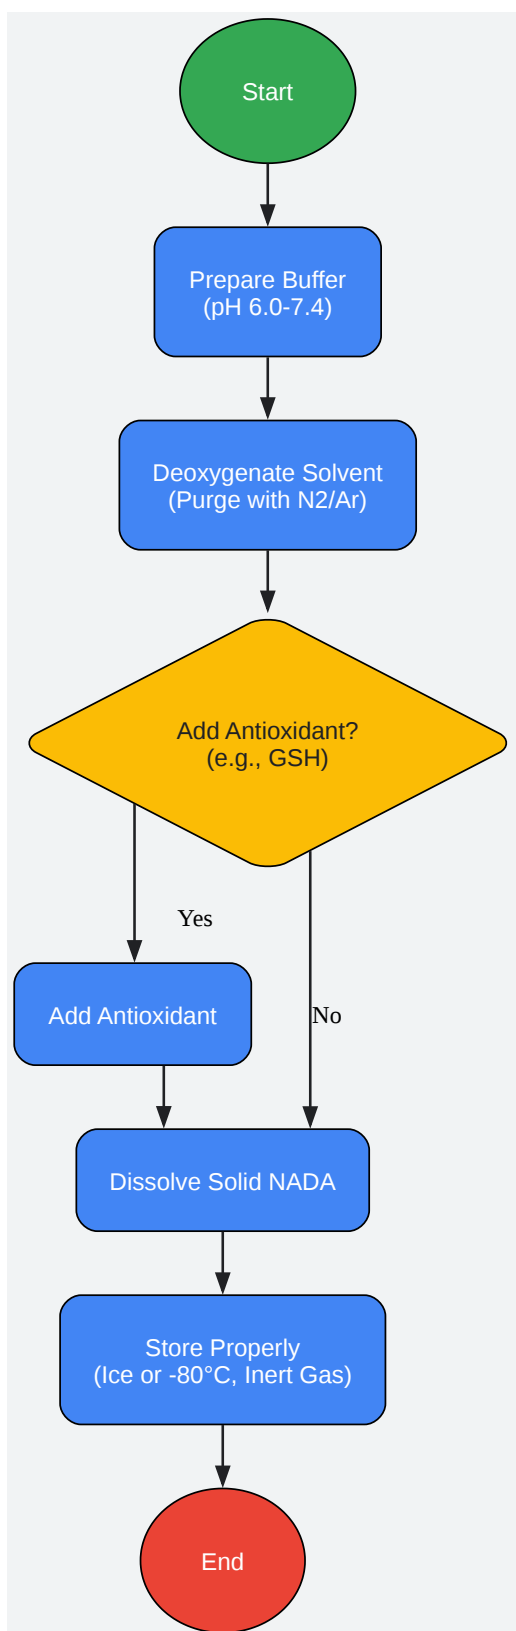 Start
Prepare Buffer
(pH 6.0-7.4)
Deoxygenate Solvent
(Purge with N2/Ar)
Add Antioxidant?
(e.g., GSH)
Yes
Add Antioxidant
No
Dissolve Solid NADA
Store Properly
(Ice or -80°C, Inert Gas)
End